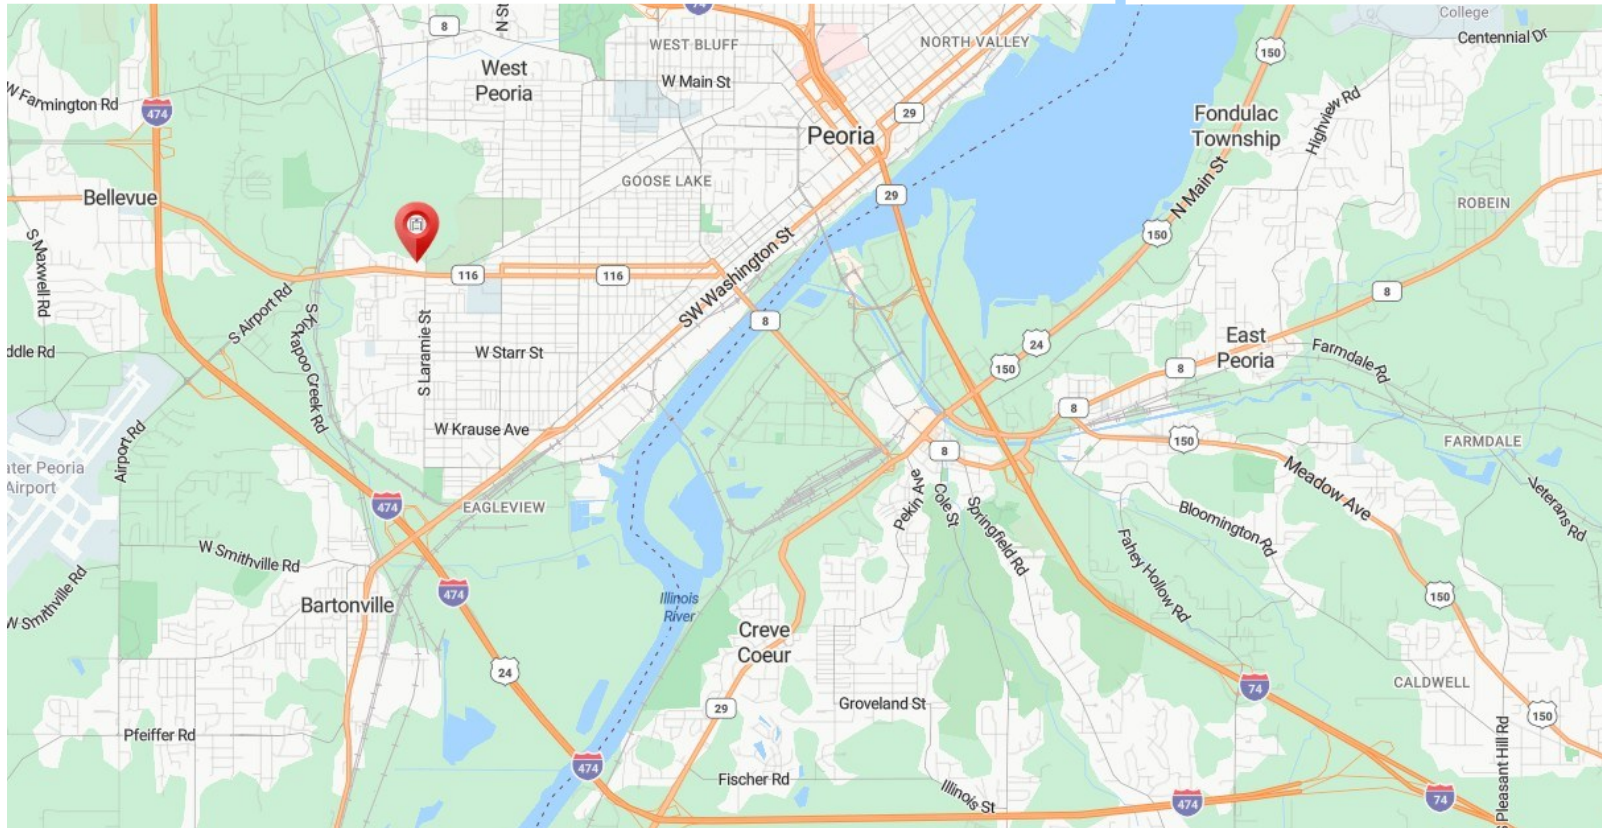 College
Centennial Dr
8
N St
74
WEST BLUFF
NORTH VALLEY
150
West
Peoria
W Main St
W Farmington Rd
474
29
Peoria
Fondulac
Township
Highview Rd
GOOSE LAKE
Bellevue
29
N Main St
150
ROBEIN
S Maxwell Rd
116
116
SW Washington St
8
8
S Airport Rd
S Kickapoo Creek Rd
S Laramie St
W Starr St
24
150
East
Peoria
8
Farmdale Rd
ddle Rd
8
W Krause Ave
150
FARMDALE
Airport Rd
ater Peoria
Airport
8
Meadow Ave
Veterans Rd
474
EAGLEVIEW
Pekin Ave
Cole St
Springfield Rd
Bloomington Rd
Fahey Hollow Rd
W Smithville Rd
W Smithville Rd
474
Bartonville
Illinois
River
150
Creve
Coeur
24
74
CALDWELL
29
Groveland St
150
Pfeiffer Rd
474
Fischer Rd
Illinois St
474
74
S Pleasant Hill Rd